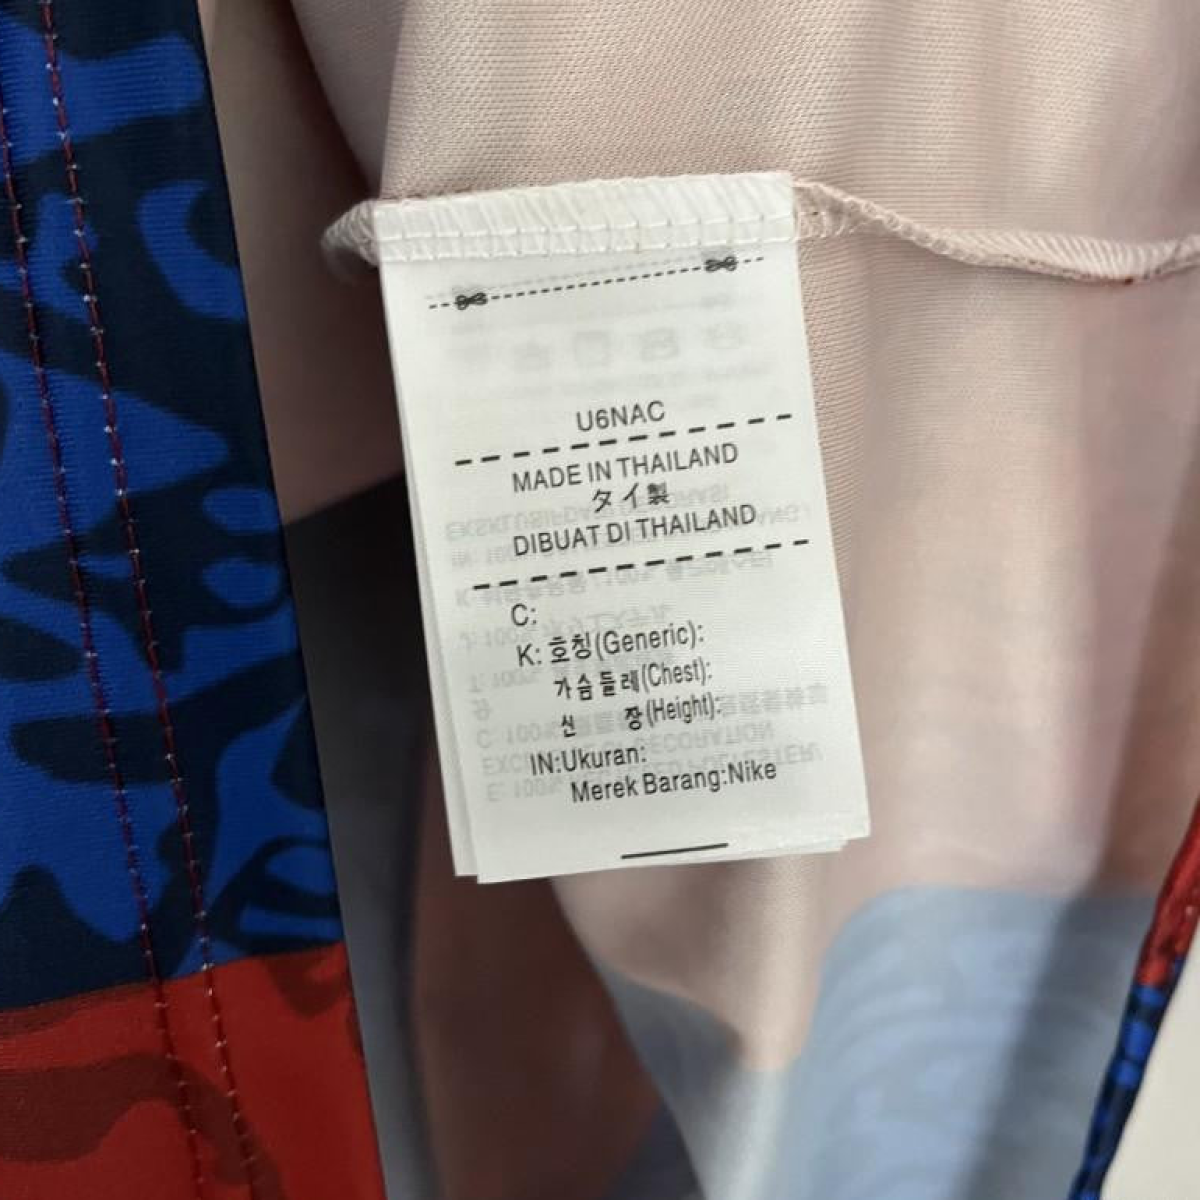 U6NAC
MADE IN THAILAND
タイ製
DIBUAT DI THAILAND
C:
K: 호칭(Generic):
가슴들레(Chest):
신 장(Height):
IN:Ukuran:
Merek Barang:Nike